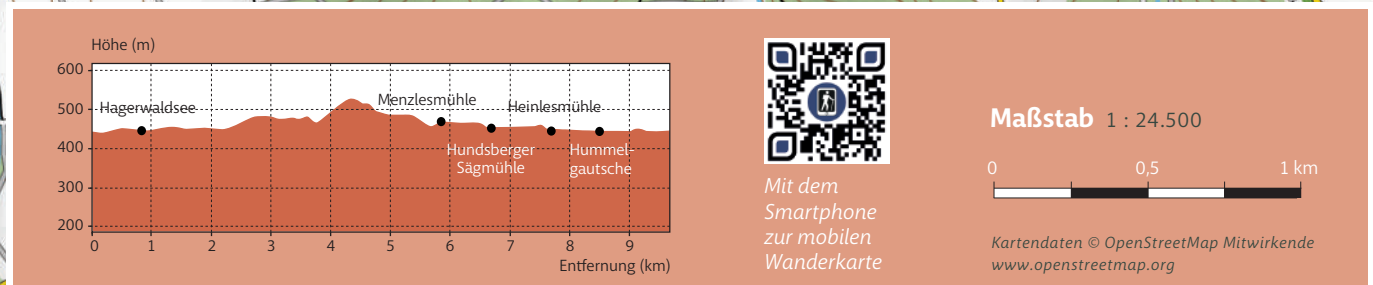 Höhe (m)
600
500
400
300
200
Hagerwaldsee
Menzlesmühle
Heinlesmühle
Hundsberger
Sägmühle
Hummel-
gautsche
0 1 2 3 4 5 6 7 8 9
Entfernung (km)
Mit dem
Smartphone
zur mobilen
Wanderkarte
Maßstab 1 : 24.500
0 0,5 1 km
Kartendaten © OpenStreetMap Mitwirkende
www.openstreetmap.org